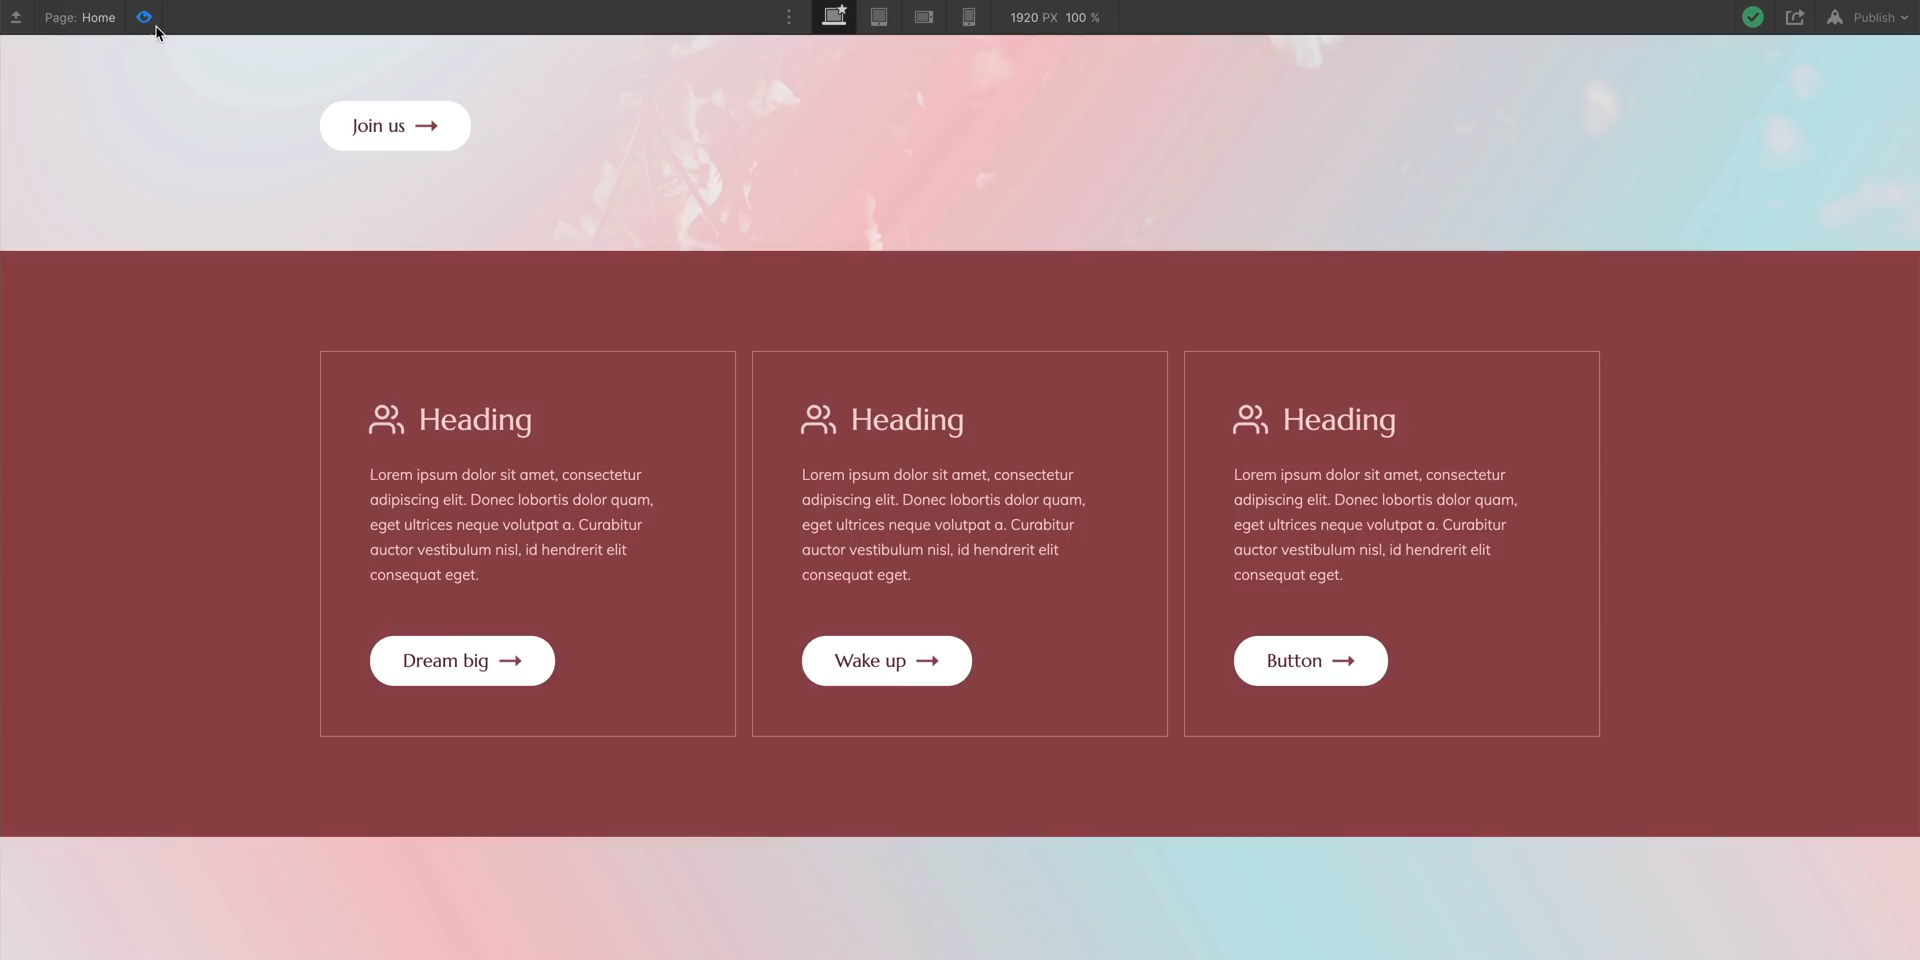 Page: Home
1920 PX 100 %
Publish
Join us
Heading
Lorem ipsum dolor sit amet, consectetur
adipiscing elit. Donec lobortis dolor quam,
eget ultrices neque volutpat a. Curabitur
auctor vestibulum nisl, id hendrerit elit
consequat eget.
Dream big
Heading
Lorem ipsum dolor sit amet, consectetur
adipiscing elit. Donec lobortis dolor quam,
eget ultrices neque volutpat a. Curabitur
auctor vestibulum nisl, id hendrerit elit
consequat eget.
Wake up
Heading
Lorem ipsum dolor sit amet, consectetur
adipiscing elit. Donec lobortis dolor quam,
eget ultrices neque volutpat a. Curabitur
auctor vestibulum nisl, id hendrerit elit
consequat eget.
Button